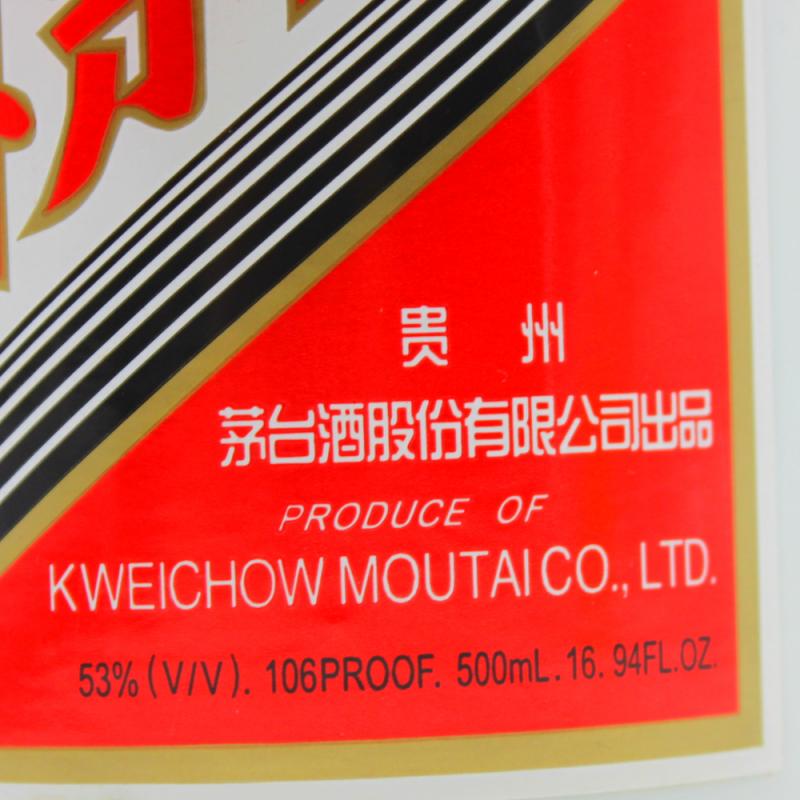 贵州
茅台酒股份有限公司出品
PRODUCE OF
KWEICHOW MOUTAI CO., LTD.
53% (V/V). 106PROOF. 500mL. 16. 94FL.OZ.